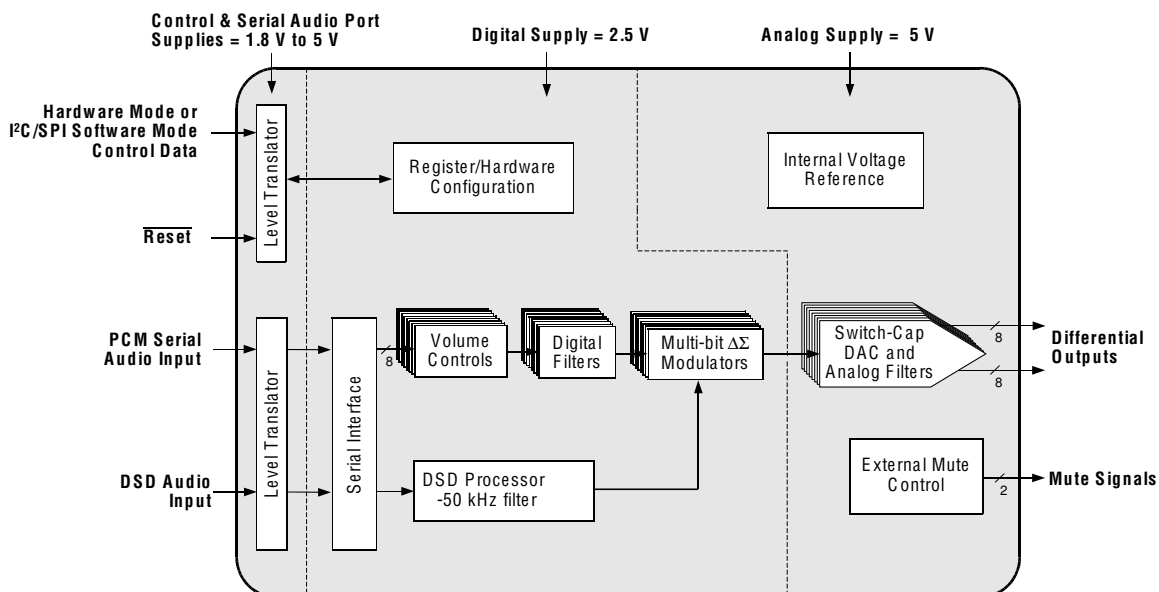 Control & Serial Audio Port
Supplies = 1.8 V to 5 V
Digital Supply = 2.5 V
Analog Supply = 5 V
Hardware Mode or
I²C/SPI Software Mode
Control Data
Level Translator
Register/Hardware
Configuration
Internal Voltage
Reference
Reset
PCM Serial
Audio Input
Level Translator
Serial Interface
8
Volume
Controls
Digital
Filters
Multi-bit ΔΣ
Modulators
Switch-Cap
DAC and
Analog Filters
8
8
Differential
Outputs
DSD Audio
Input
DSD Processor
-50 kHz filter
External Mute
Control
2
Mute Signals